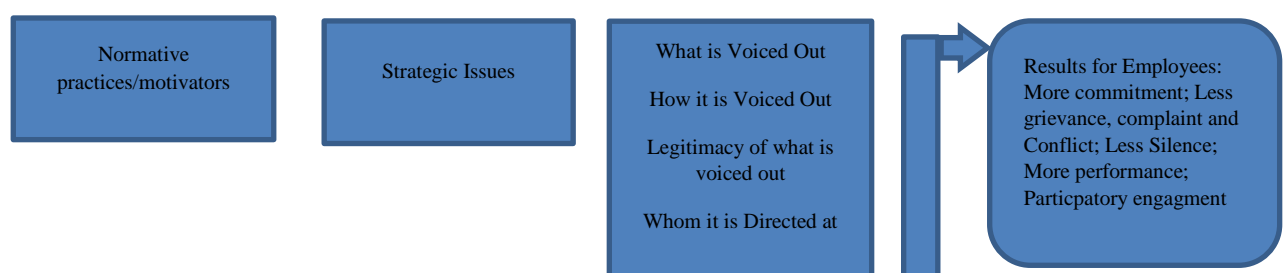 Normative
practices/motivators
Strategic Issues
What is Voiced Out
How it is Voiced Out
Legitimacy of what is
voiced out
Whom it is Directed at
Results for Employees:
More commitment; Less
grievance, complaint and
Conflict; Less Silence;
More performance;
Particpatory engagment